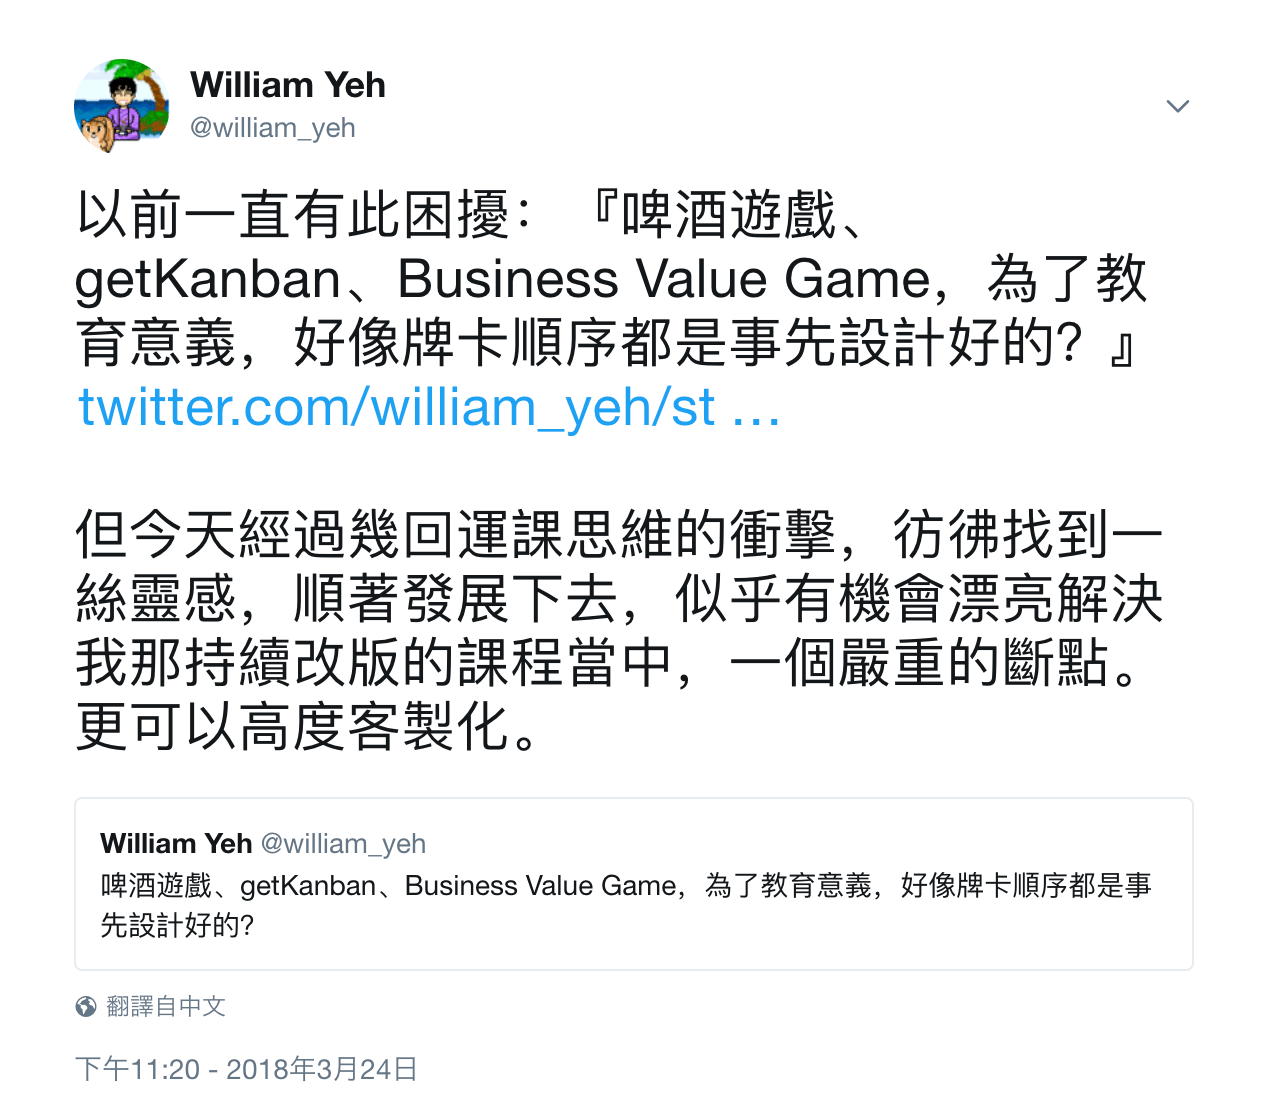 William Yeh
@william_yeh
以前一直有此困擾：『啤酒遊戲、
getKanban、Business Value Game，為了教
育意義，好像牌卡順序都是事先設計好的？』
twitter.com/william_yeh/st …
但今天經過幾回運課思維的衝擊，彷彿找到一
絲靈感，順著發展下去，似乎有機會漂亮解決
我那持續改版的課程當中，一個嚴重的斷點。
更可以高度客製化。
William Yeh @william_yeh
啤酒遊戲、getKanban、Business Value Game，為了教育意義，好像牌卡順序都是事
先設計好的？
翻譯自中文
下午11:20 - 2018年3月24日